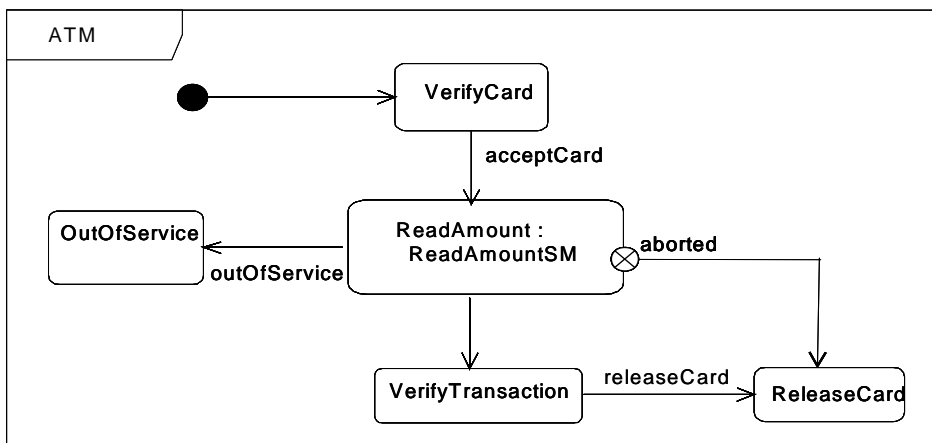 ATM
VerifyCard
acceptCard
ReadAmount :
ReadAmountSM
aborted
OutOfService
outOfService
VerifyTransaction
releaseCard
ReleaseCard